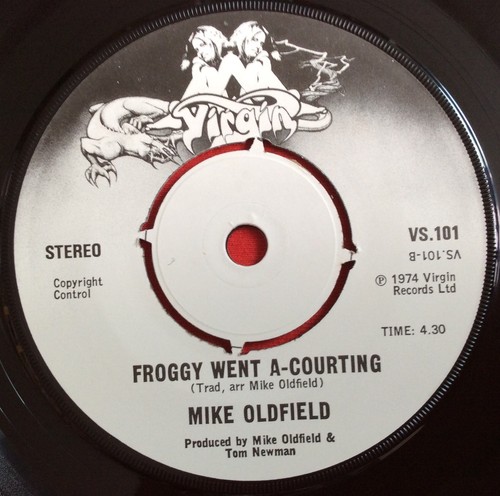 Virgin
STEREO
VS.101
VS.101-B
Copyright
Control
℗ 1974 Virgin
Records Ltd
TIME: 4.30
FROGGY WENT A-COURTING
(Trad, arr Mike Oldfield)
MIKE OLDFIELD
Produced by Mike Oldfield &
Tom Newman